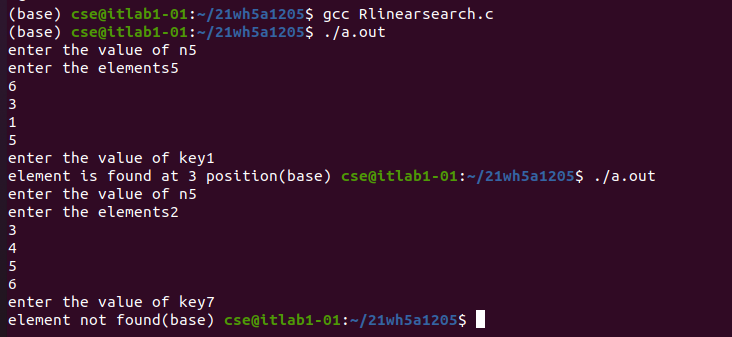 (base) cse@itlab1-01:~/21wh5a1205$ gcc Rlinearsearch.c
(base) cse@itlab1-01:~/21wh5a1205$ ./a.out
enter the value of n5
enter the elements5
6
3
1
5
enter the value of key1
element is found at 3 position(base) cse@itlab1-01:~/21wh5a1205$ ./a.out
enter the value of n5
enter the elements2
3
4
5
6
enter the value of key7
element not found(base) cse@itlab1-01:~/21wh5a1205$